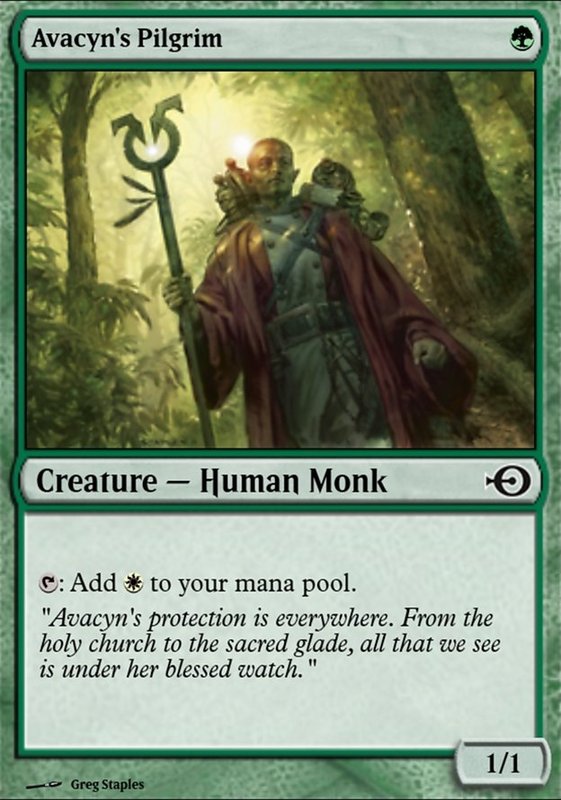 Avacyn's Pilgrim
Creature — Human Monk
: Add to your mana pool.
"Avacyn's protection is everywhere. From the
holy church to the sacred glade, all that we see
is under her blessed watch."
1/1
Greg Staples